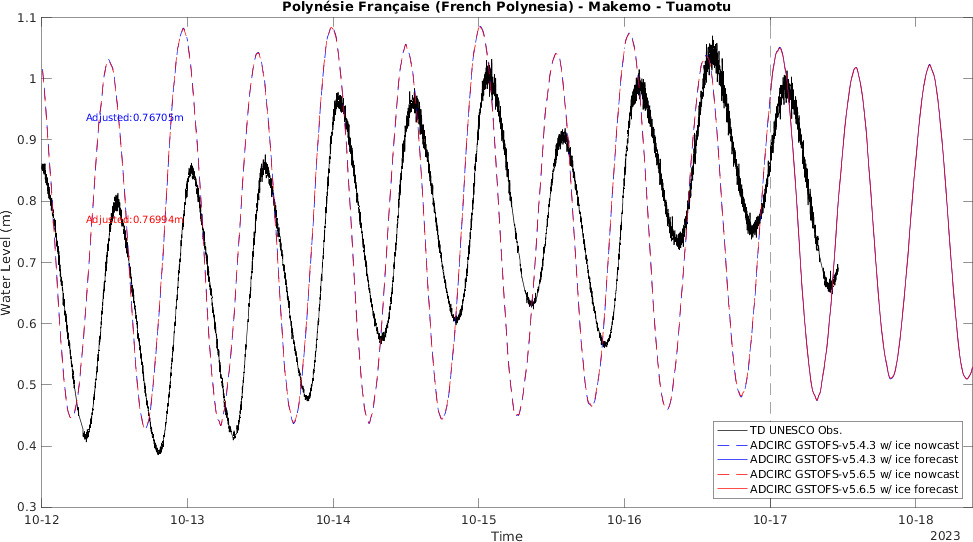 Polynésie Française (French Polynesia) - Makemo - Tuamotu
1.1
1
0.9
0.8
0.7
0.6
0.5
0.4
0.3
Water Level (m)
Adjusted:0.76705m
Adjusted:0.76994m
TD UNESCO Obs.
ADCIRC GSTOFS-v5.4.3 w/ ice nowcast
ADCIRC GSTOFS-v5.4.3 w/ ice forecast
ADCIRC GSTOFS-v5.6.5 w/ ice nowcast
ADCIRC GSTOFS-v5.6.5 w/ ice forecast
10-12 10-13 10-14 10-15 10-16 10-17 10-18
Time
2023